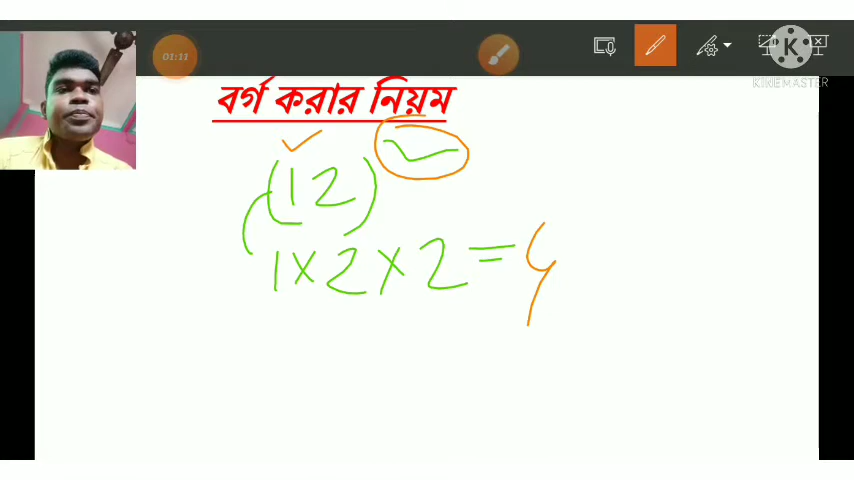 01:11
K
KINEMASTER
বর্গ করার নিয়ম
(12)
1×2×2=4